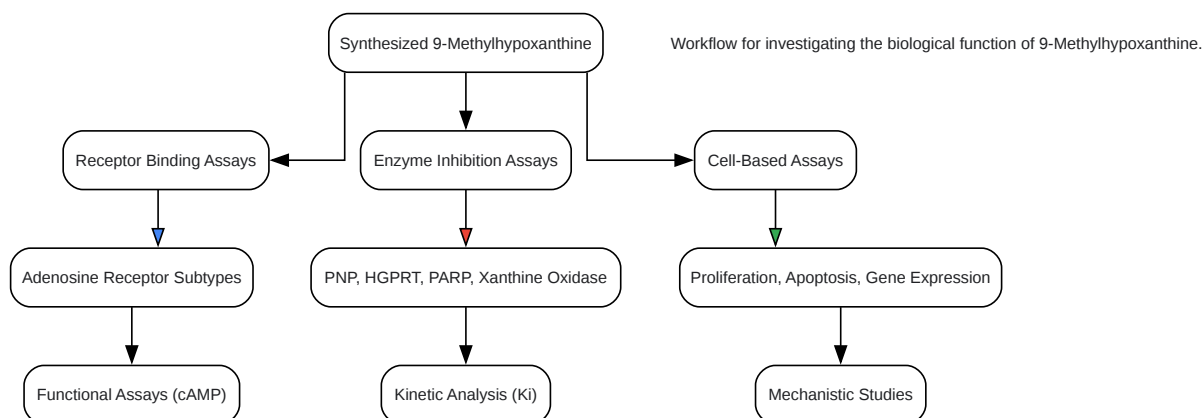 Synthesized 9-Methylhypoxanthine
Workflow for investigating the biological function of 9-Methylhypoxanthine.
Receptor Binding Assays
Enzyme Inhibition Assays
Cell-Based Assays
Adenosine Receptor Subtypes
PNP, HGPRT, PARP, Xanthine Oxidase
Proliferation, Apoptosis, Gene Expression
Functional Assays (cAMP)
Kinetic Analysis (Ki)
Mechanistic Studies